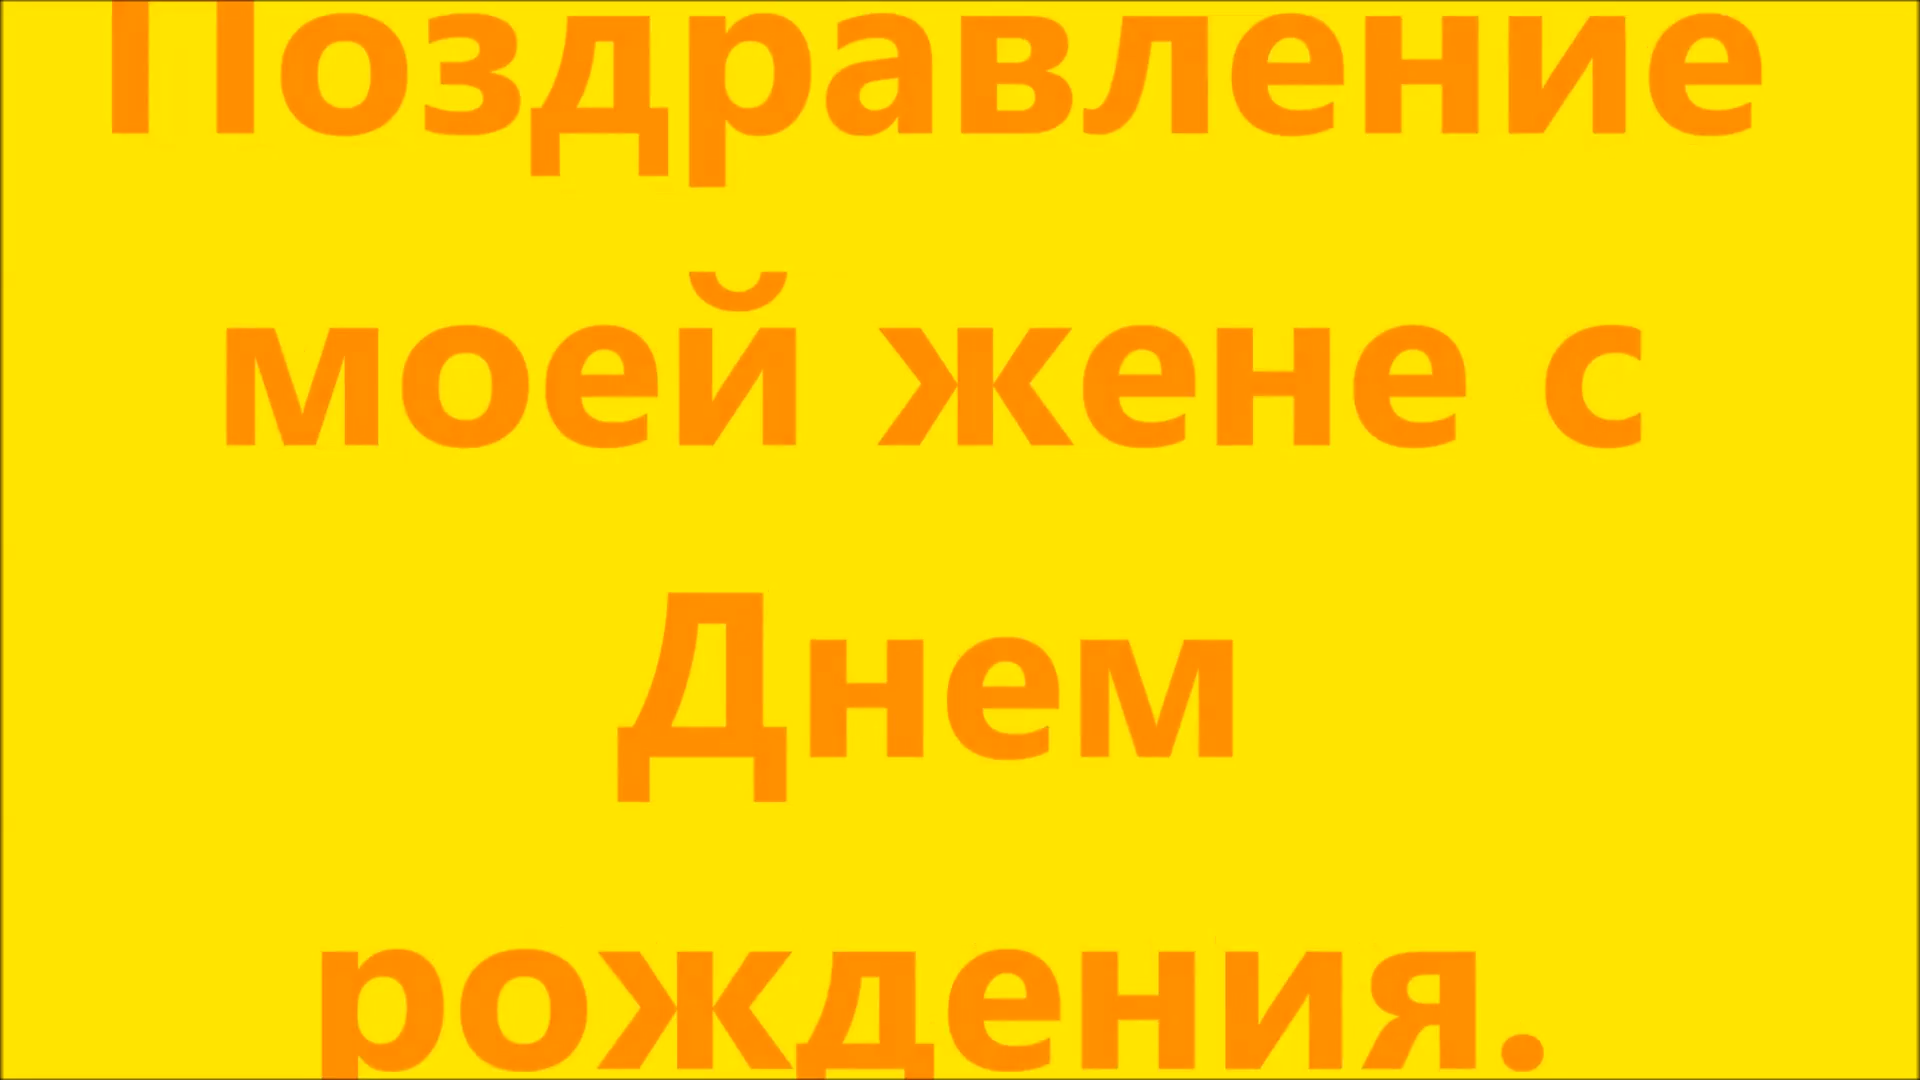 Поздравление
моей жене с
Днем
рождения.